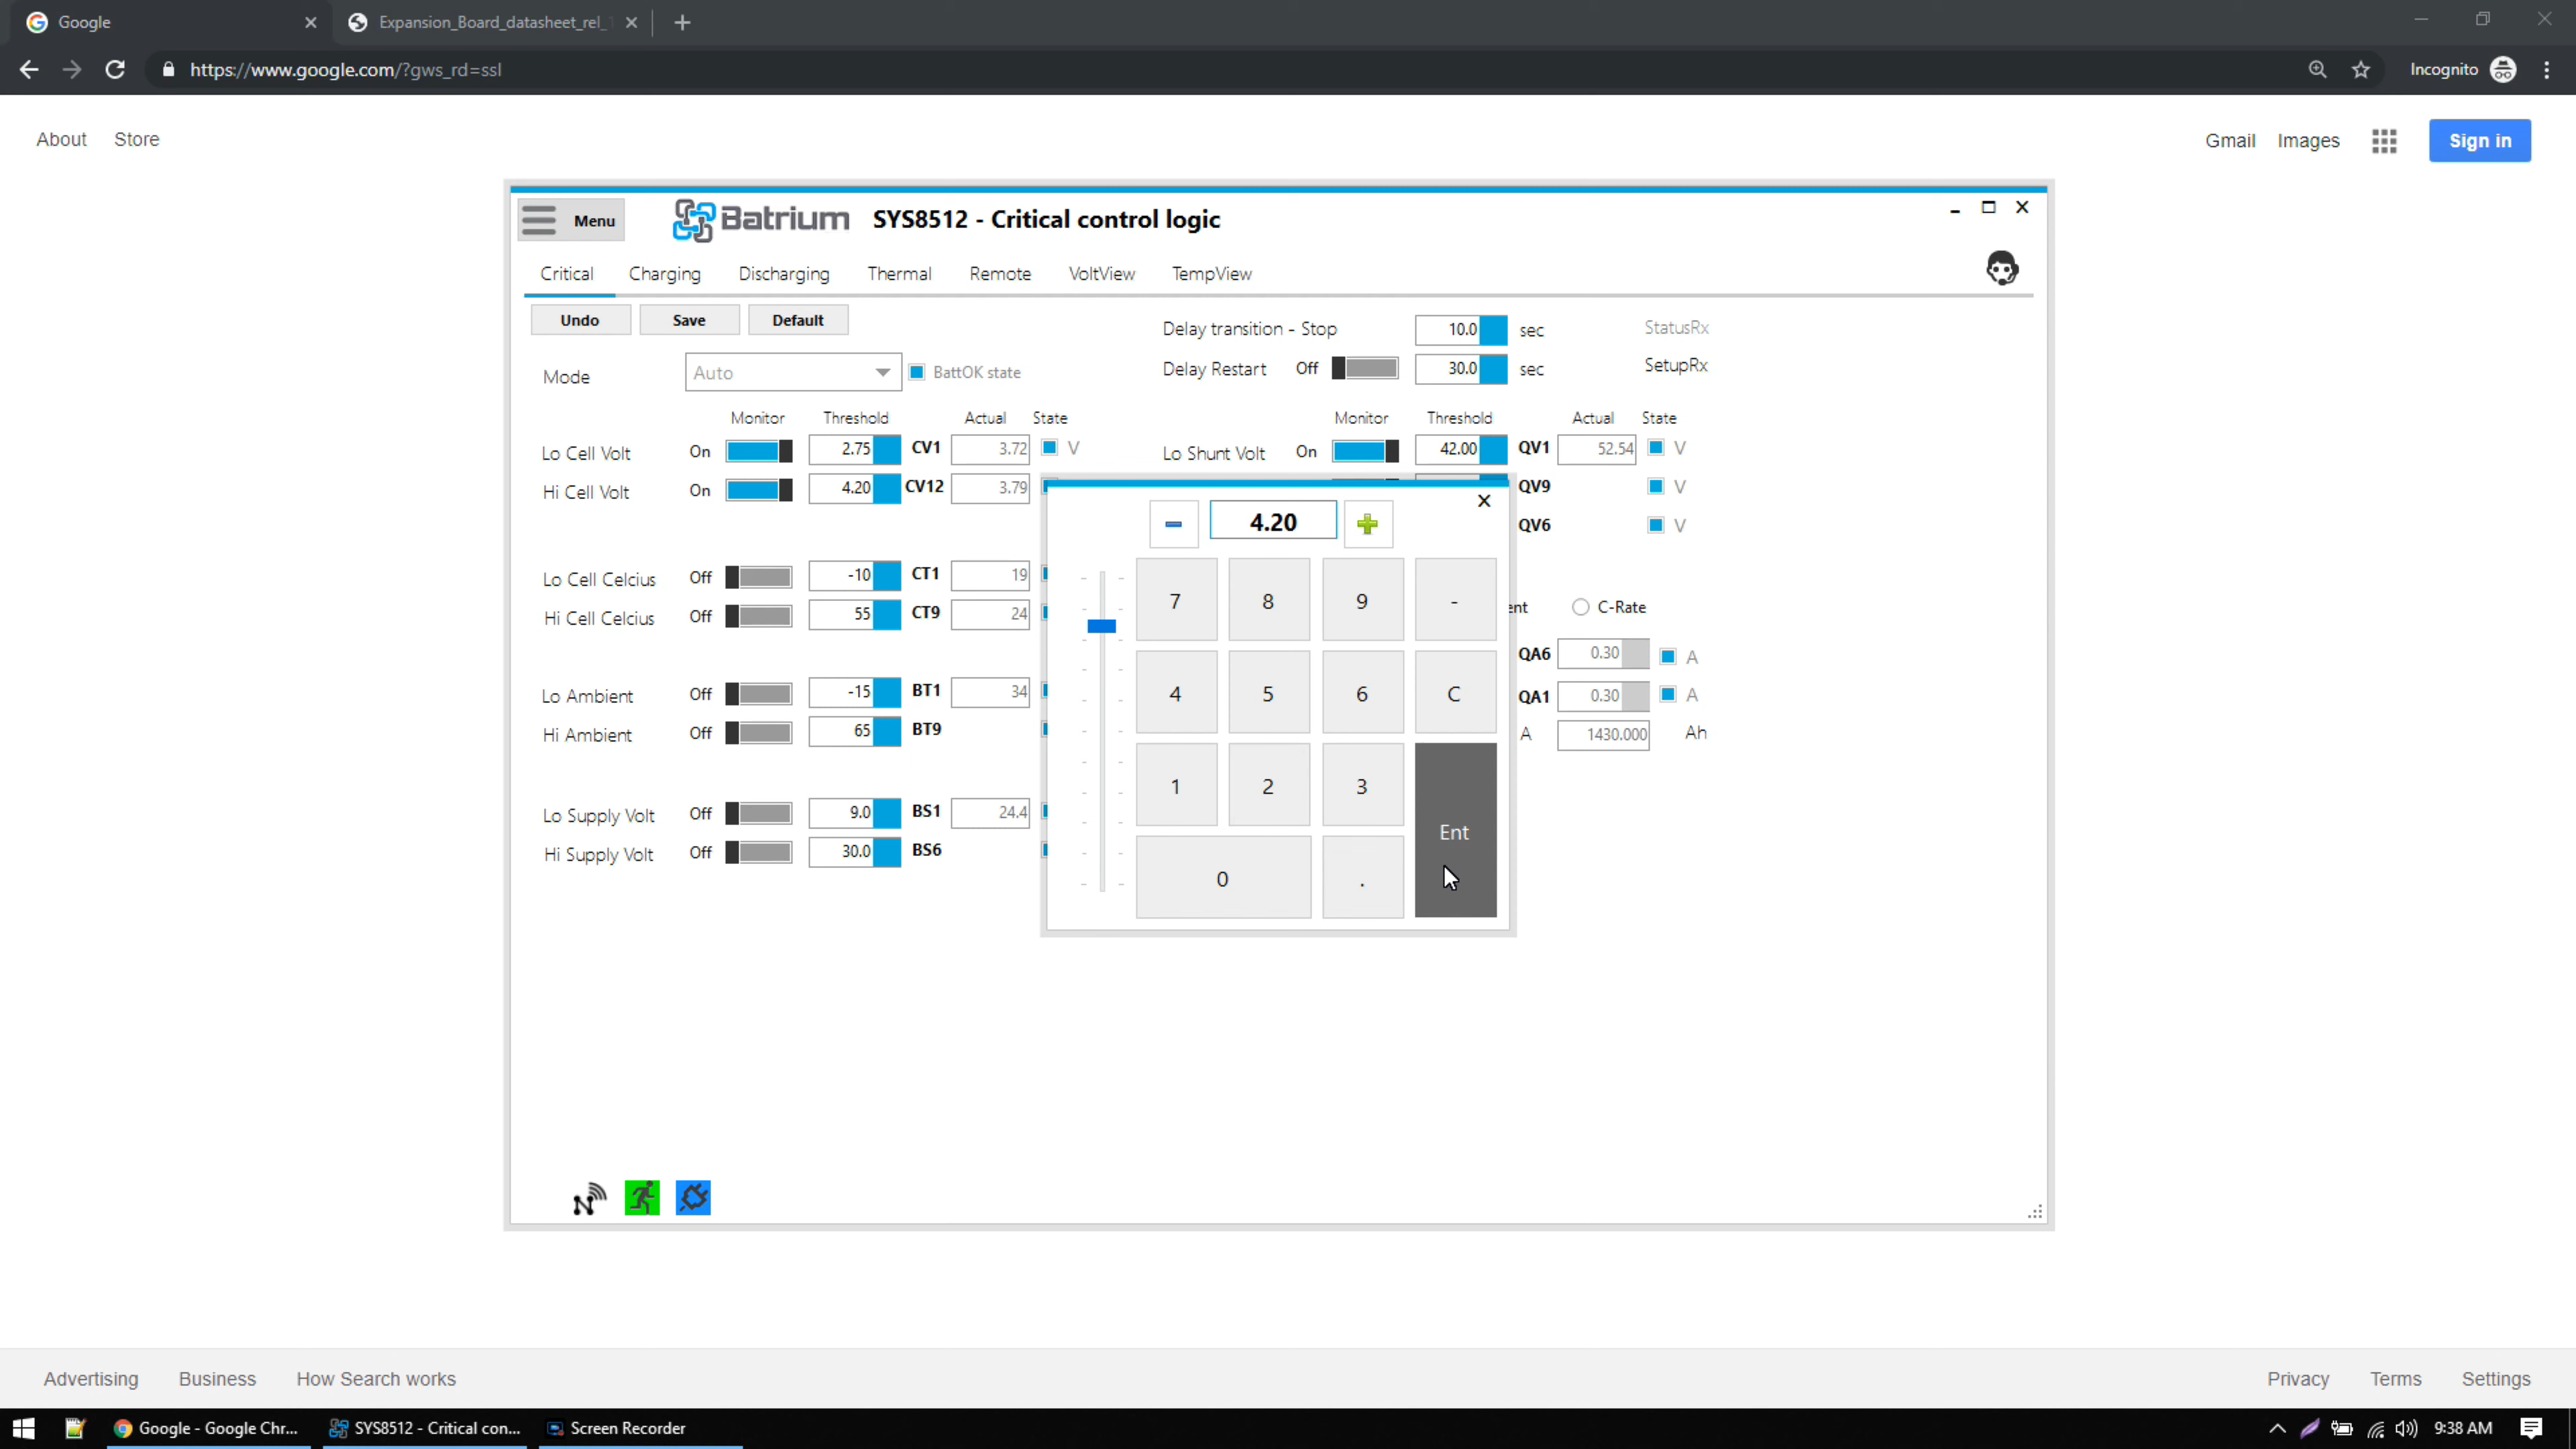 Google
Expansion_Board_datasheet_rel_
https://www.google.com/?gws_rd=ssl
Incognito
About Store
Gmail Images Sign in
Menu
Batrium SYS8512 - Critical control logic
Critical Charging Discharging Thermal Remote VoltView TempView
Undo Save Default
Delay transition - Stop 10.0 sec StatusRx
Mode Auto BattOK state
Delay Restart Off 30.0 sec SetupRx
Monitor Threshold Actual State Monitor Threshold Actual State
Lo Cell Volt On 2.75 CV1 3.72 V Lo Shunt Volt On 42.00 QV1 52.54 V
Hi Cell Volt On 4.20 CV12 3.79 QV9 V
4.20
QV6 V
Lo Cell Celcius Off -10 CT1 19
Hi Cell Celcius Off 55 CT9 24
7 8 9 -
ent C-Rate
QA6 0.30 A
Lo Ambient Off -15 BT1 34
4 5 6 C
QA1 0.30 A
Hi Ambient Off 65 BT9
A 1430.000 Ah
1 2 3
Ent
Lo Supply Volt Off 9.0 BS1 24.4
Hi Supply Volt Off 30.0 BS6
0 .
N
Advertising Business How Search works
Privacy Terms Settings
Google - Google Chr... SYS8512 - Critical con... Screen Recorder
9:38 AM